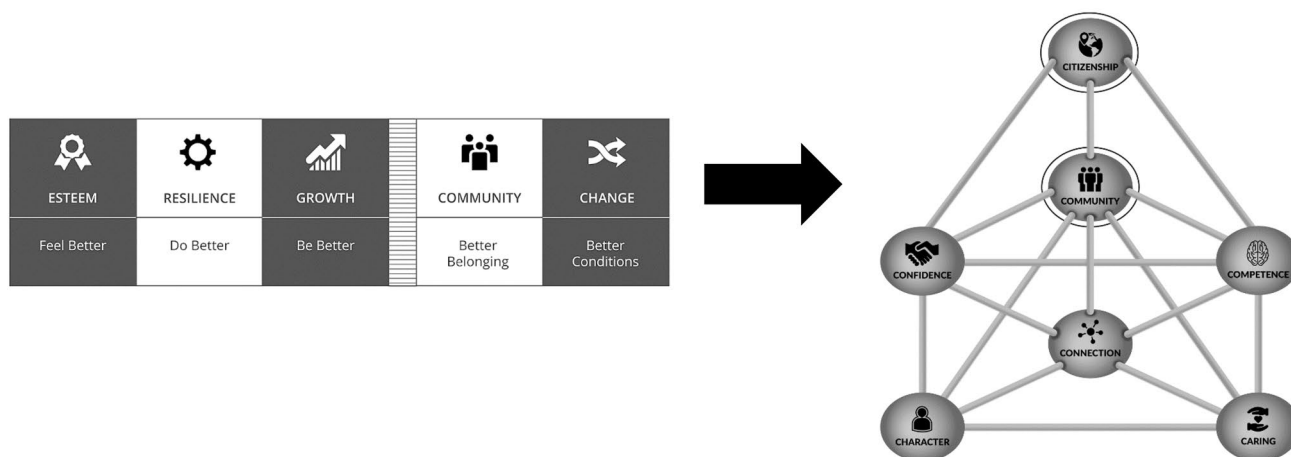 ESTEEM
RESILIENCE
GROWTH
COMMUNITY
CHANGE
Feel Better
Do Better
Be Better
Better
Belonging
Better
Conditions
CITIZENSHIP
COMMUNITY
CONFIDENCE
COMPETENCE
CONNECTION
CHARACTER
CARING